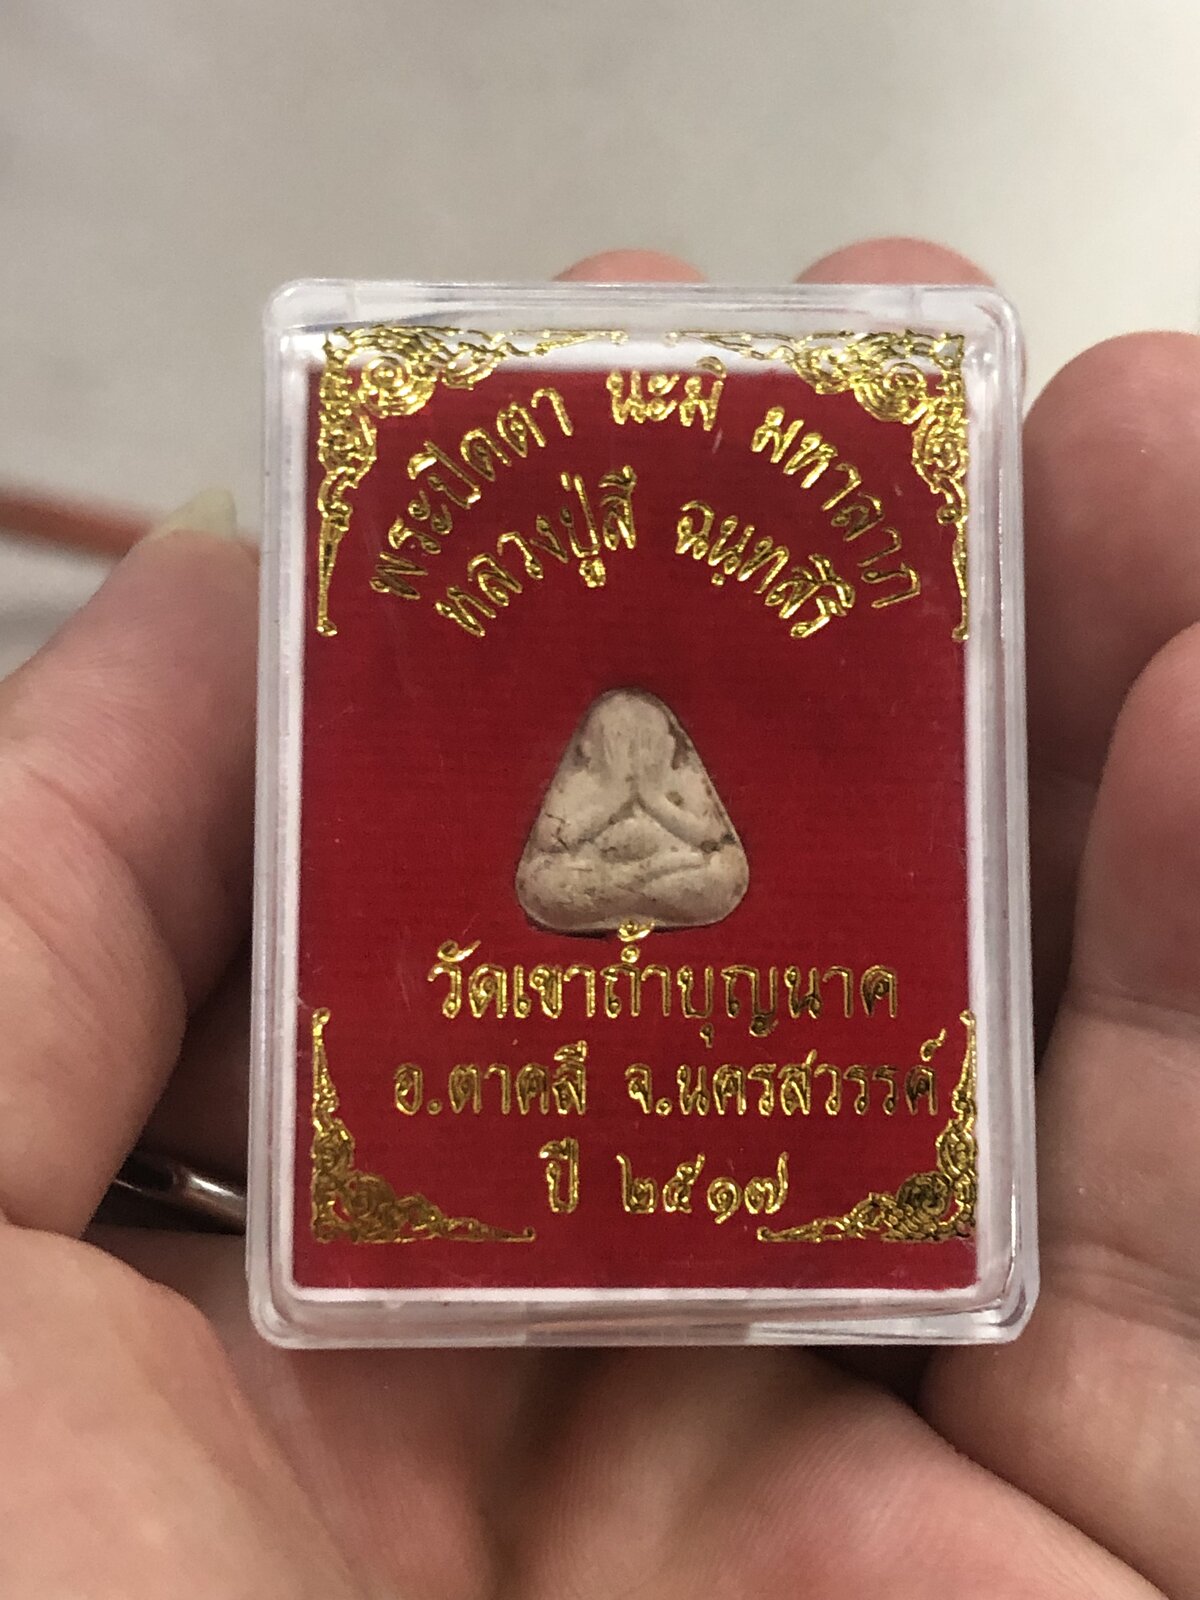 พระปิดตา นะมิ มหาลาภ
หลวงปู่สี ฉนฺทสิริ
วัดเขาถ้ำบุญนาค
อ.ตาคลี จ.นครสวรรค์
ปี ๒๕๑๗